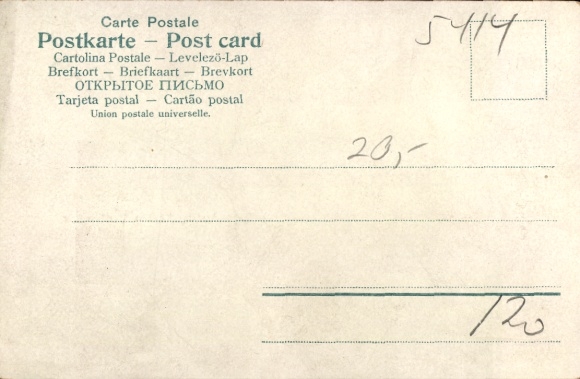 Carte Postale
Postkarte – Post card
Cartolina Postale – Levelező-Lap
Brefkort – Briefkaart – Brevkort
ОТКРЫТОЕ ПИСЬМО
Tarjeta postal – Cartão postal
Union postale universelle.
5414
20,-
120